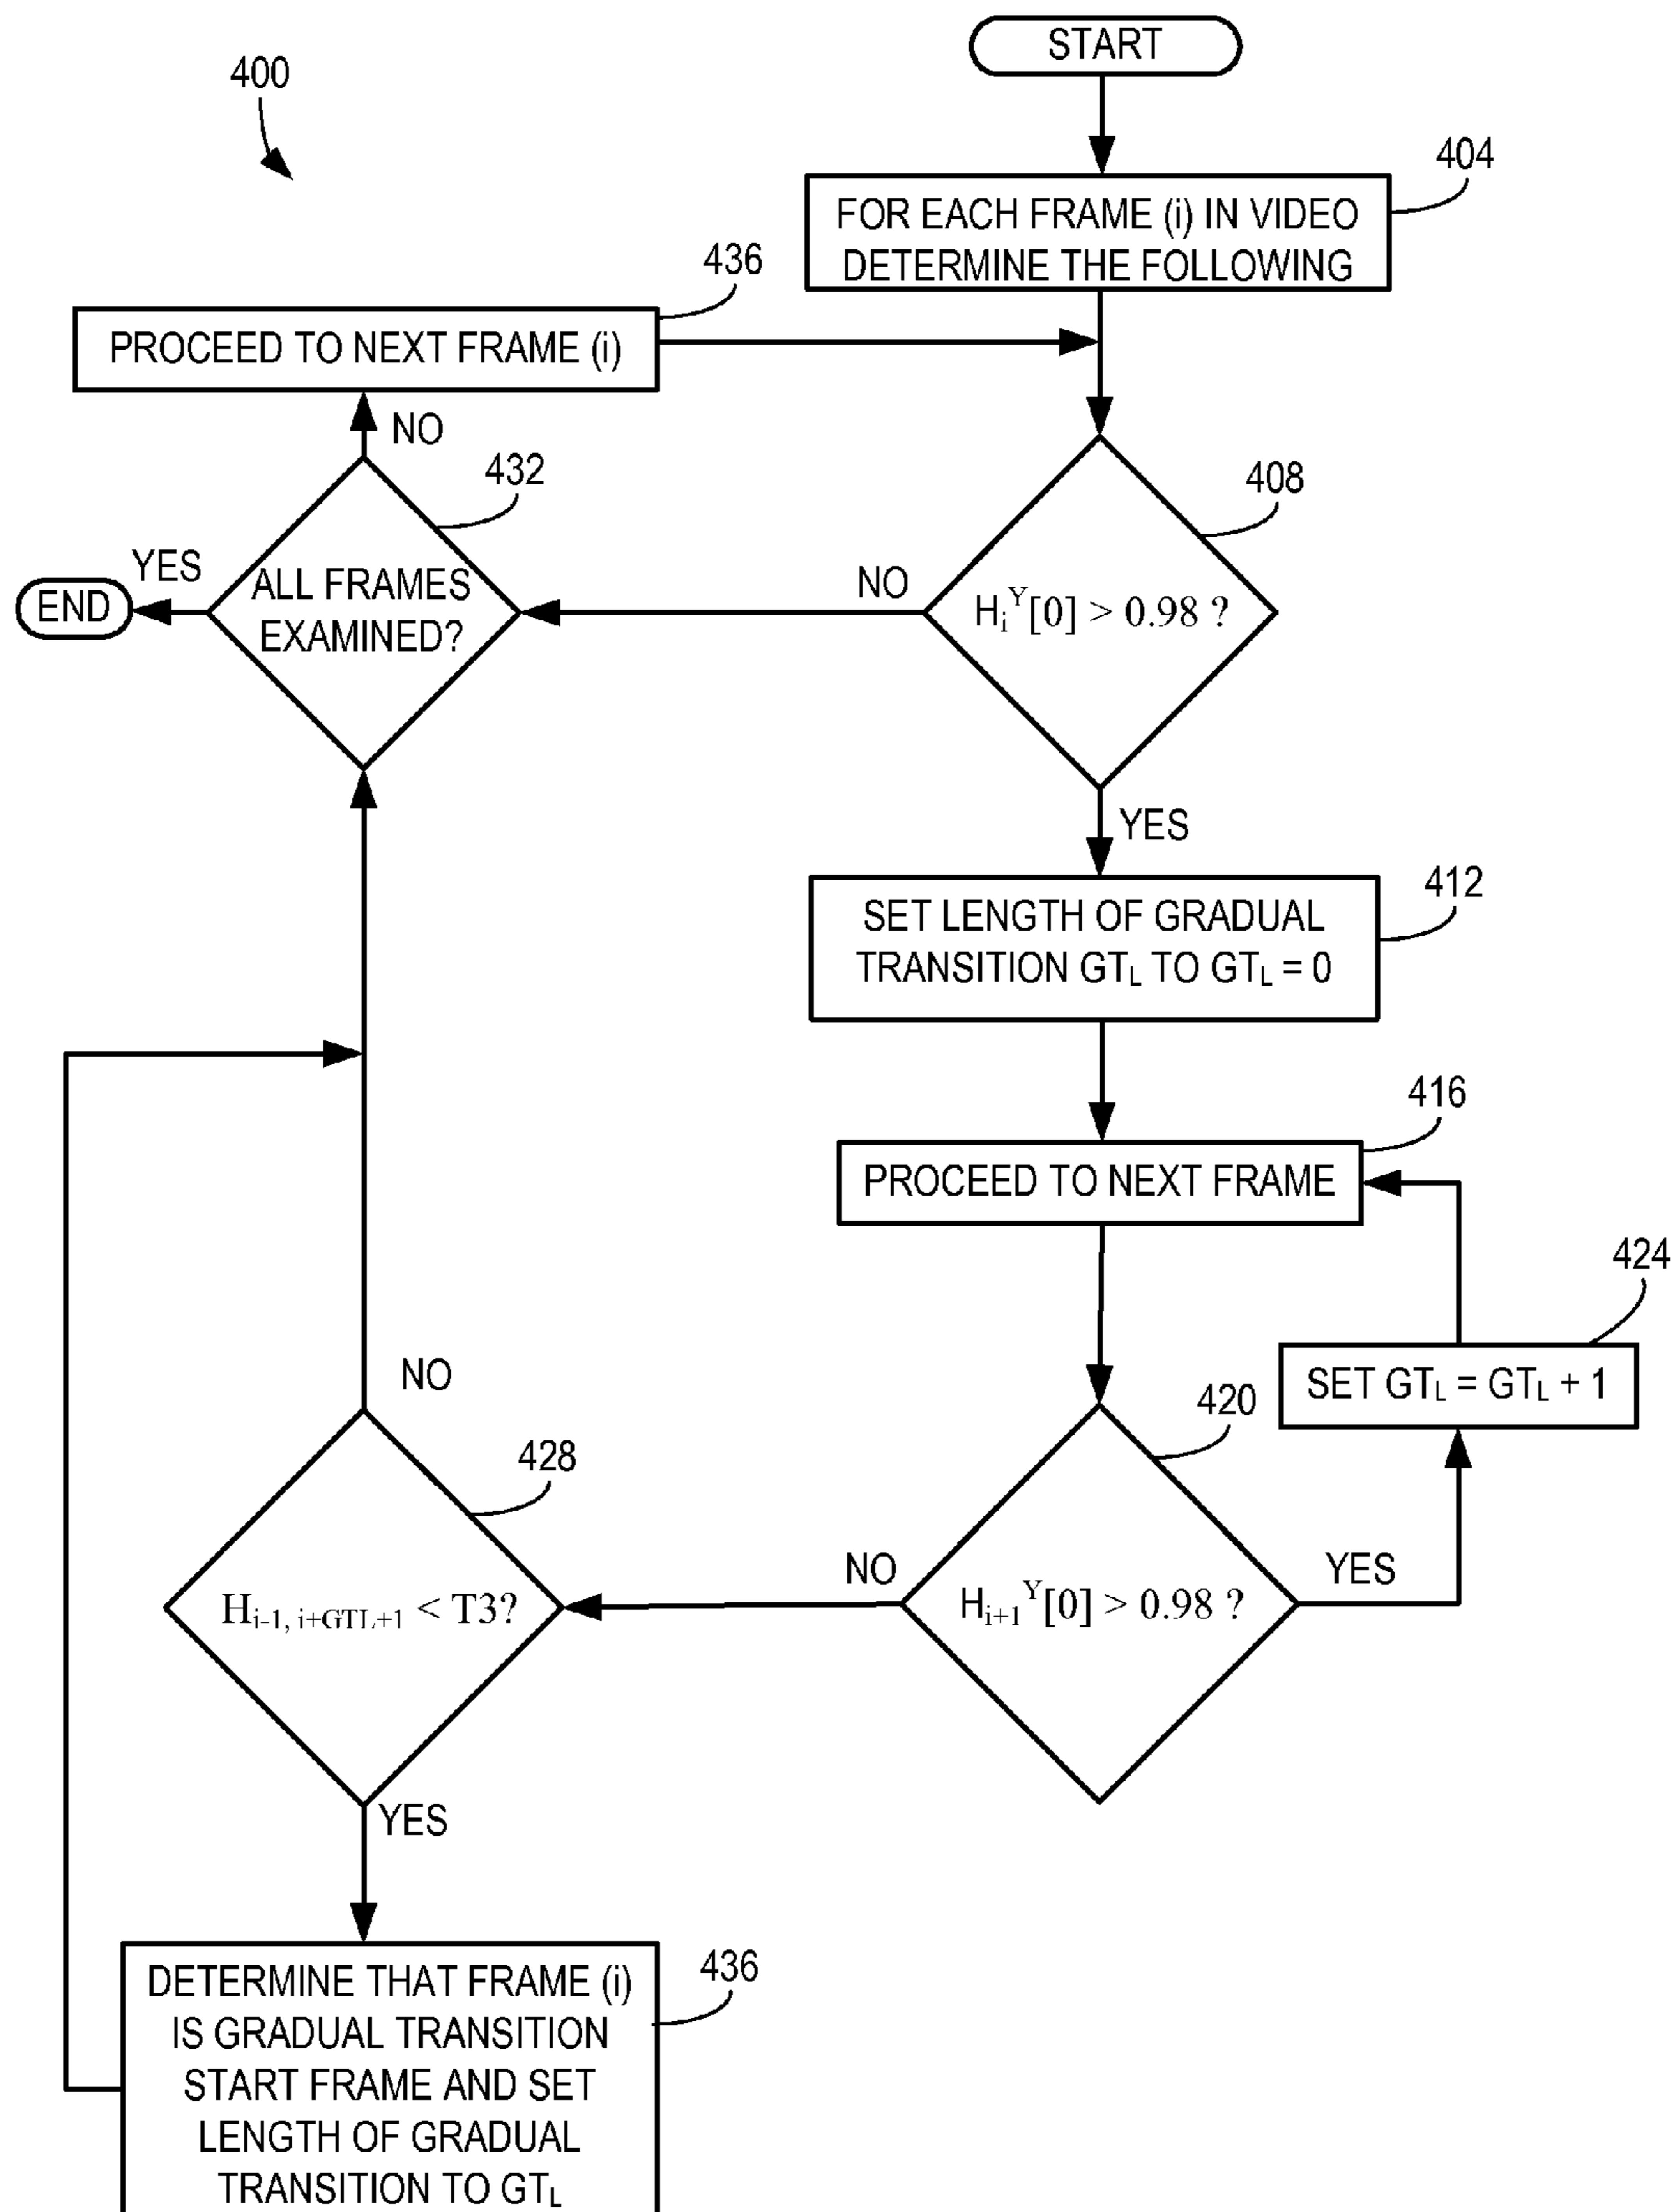 START
400
404
FOR EACH FRAME (i) IN VIDEO
DETERMINE THE FOLLOWING
436
PROCEED TO NEXT FRAME (i)
NO
432
408
YES
ALL FRAMES
EXAMINED?
END
NO
H_i^Y[0] > 0.98 ?
YES
412
SET LENGTH OF GRADUAL
TRANSITION GT_L TO GT_L = 0
416
PROCEED TO NEXT FRAME
424
SET GT_L = GT_L + 1
NO
420
428
NO
YES
H_{i-1, i+GTL+1} < T3?
H_{i+1}^Y[0] > 0.98 ?
YES
436
DETERMINE THAT FRAME (i)
IS GRADUAL TRANSITION
START FRAME AND SET
LENGTH OF GRADUAL
TRANSITION TO GT_L